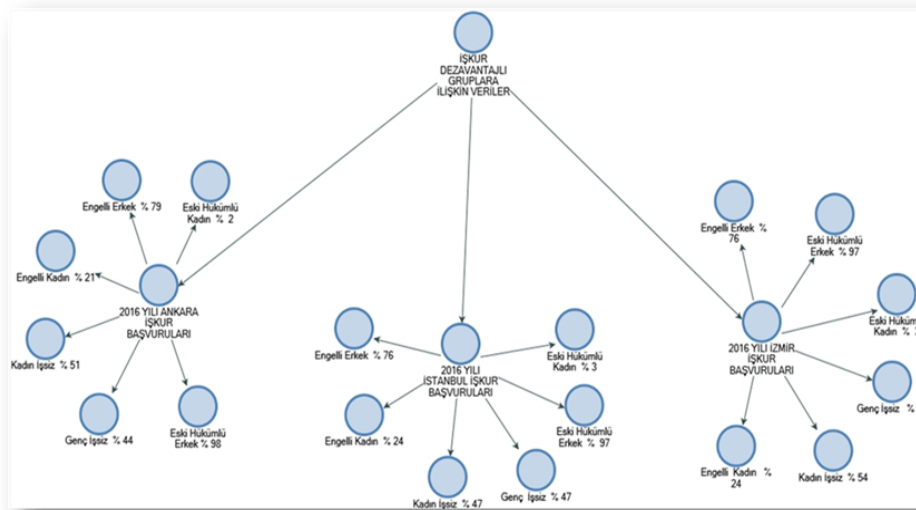 İŞKUR
DEZAVANTAJLI
GRUPLARA
İLİŞKİN VERİLER
Engelli Erkek % 79
Eski Hükümlü
Kadın % 2
Engelli Kadın % 21
2016 YILI ANKARA
İŞKUR
BAŞVURULARI
Kadın İşsiz % 51
Genç İşsiz % 44
Eski Hükümlü
Erkek % 98
Engelli Erkek % 76
Eski Hükümlü
Kadın % 3
2016 YILI
İSTANBUL İŞKUR
BAŞVURULARI
Engelli Kadın % 24
Eski Hükümlü
Erkek % 97
Kadın İşsiz % 47
Genç İşsiz % 47
Engelli Erkek %
76
Eski Hükümlü
Erkek % 97
Eski
Kadın %
2016 YILI İZMİR
İŞKUR
BAŞVURULARI
Genç İşsiz %
Engelli Kadın %
24
Kadın İşsiz % 54